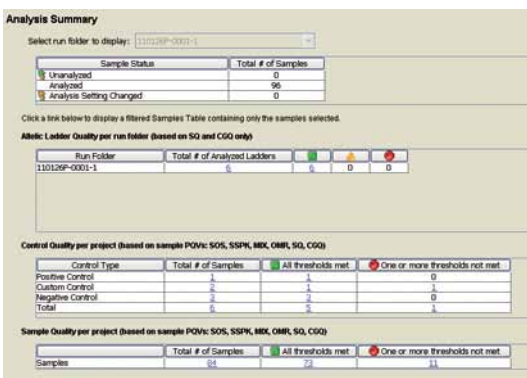 Analysis Summary
Select run folder to display: 110126P-0001-1
Sample Status Total # of Samples
Unanalyzed 0
Analyzed 96
Analysis Setting Changed 0
Click a link below to display a filtered Samples Table containing only the samples selected.
Allelic Ladder Quality per run folder (based on SQ and CGQ only)
Run Folder Total # of Analyzed Ladders
110126P-0001-1 6 6 0 0
Control Quality per project (based on sample PQVs: SOS, SSPK, MIX, OMR, SQ, CGQ)
Control Type Total # of Samples All thresholds met One or more thresholds not met
Positive Control 1 1 0
Custom Control 2 1 1
Negative Control 3 3 0
Total 6 5 1
Sample Quality per project (based on sample PQVs: SOS, SSPK, MIX, OMR, SQ, CGQ)
Total # of Samples All thresholds met One or more thresholds not met
Samples 84 73 11